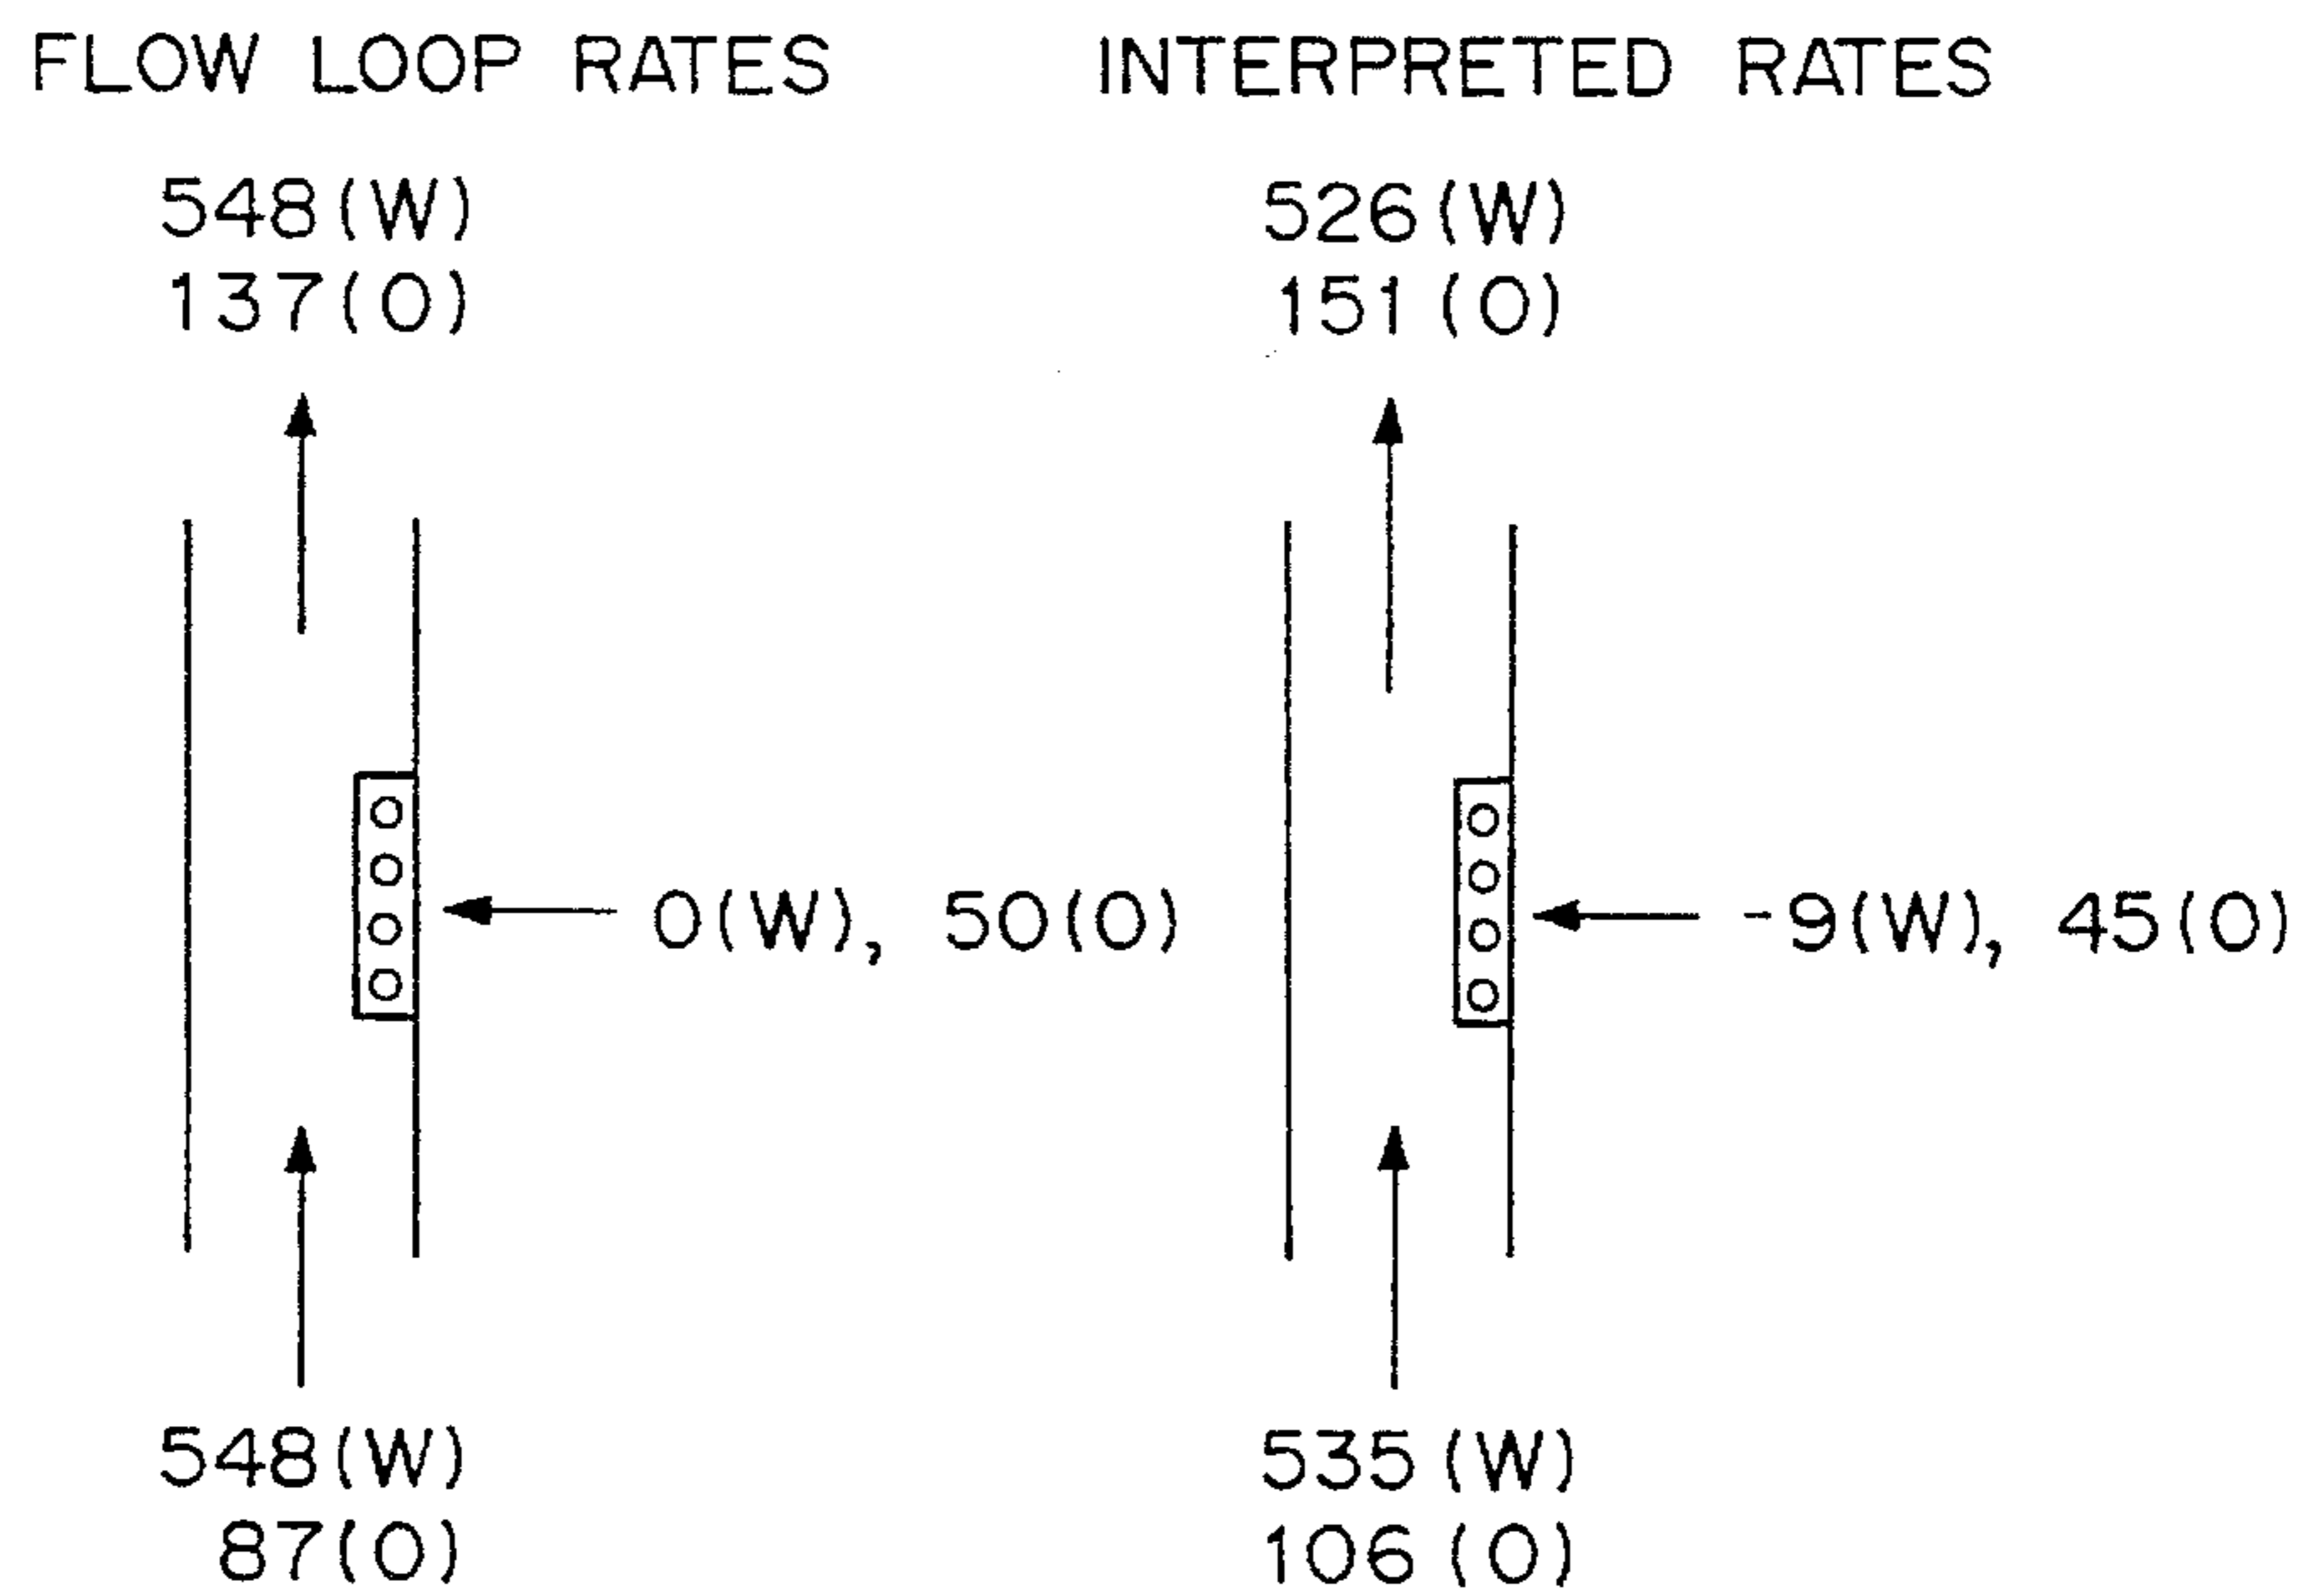 FLOW LOOP RATES
548(W)
137(O)
0(W), 50(O)
548(W)
87(O)
INTERPRETED RATES
526(W)
151(O)
-9(W), 45(O)
535(W)
106(O)